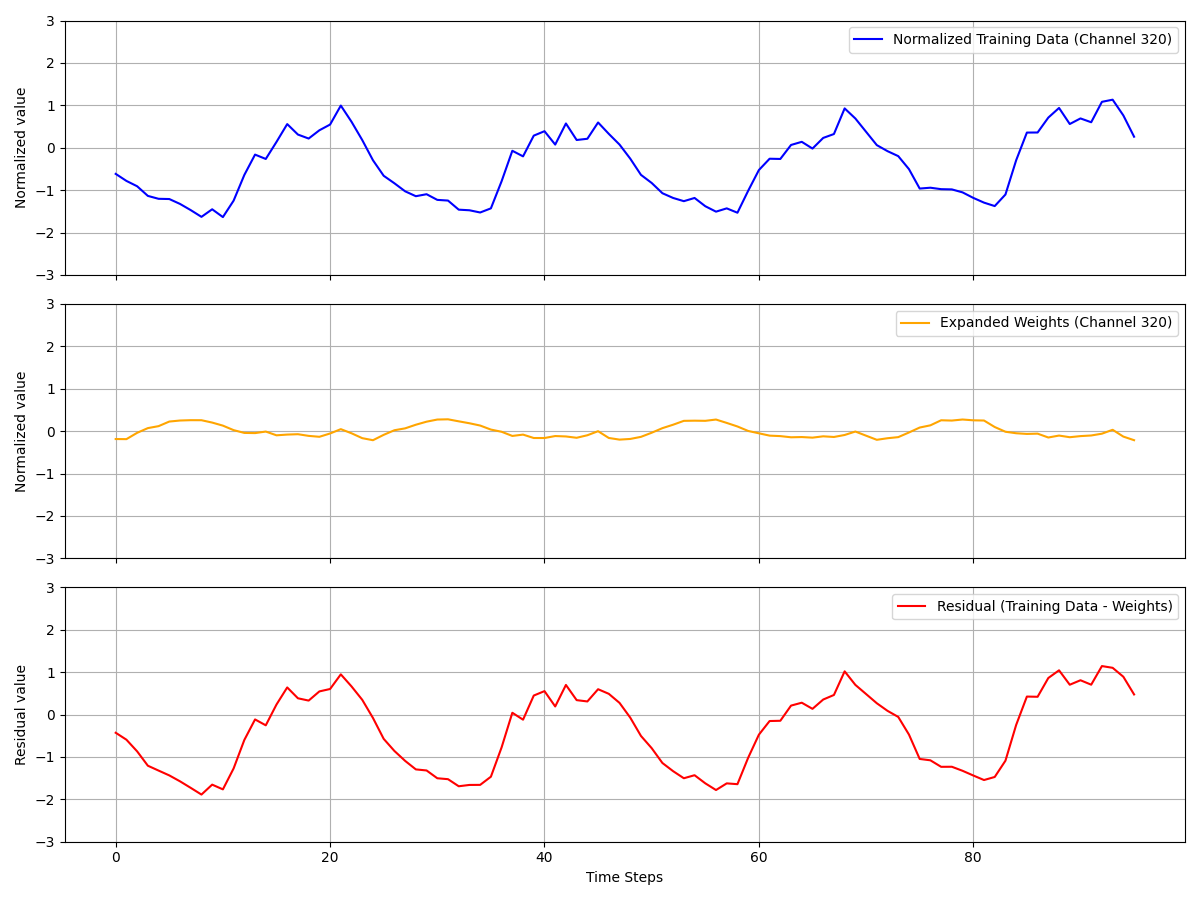 Normalized value
3
2
1
0
−1
−2
−3
Normalized Training Data (Channel 320)
Normalized value
3
2
1
0
−1
−2
−3
Expanded Weights (Channel 320)
Residual value
3
2
1
0
−1
−2
−3
Residual (Training Data - Weights)
0 20 40 60 80
Time Steps